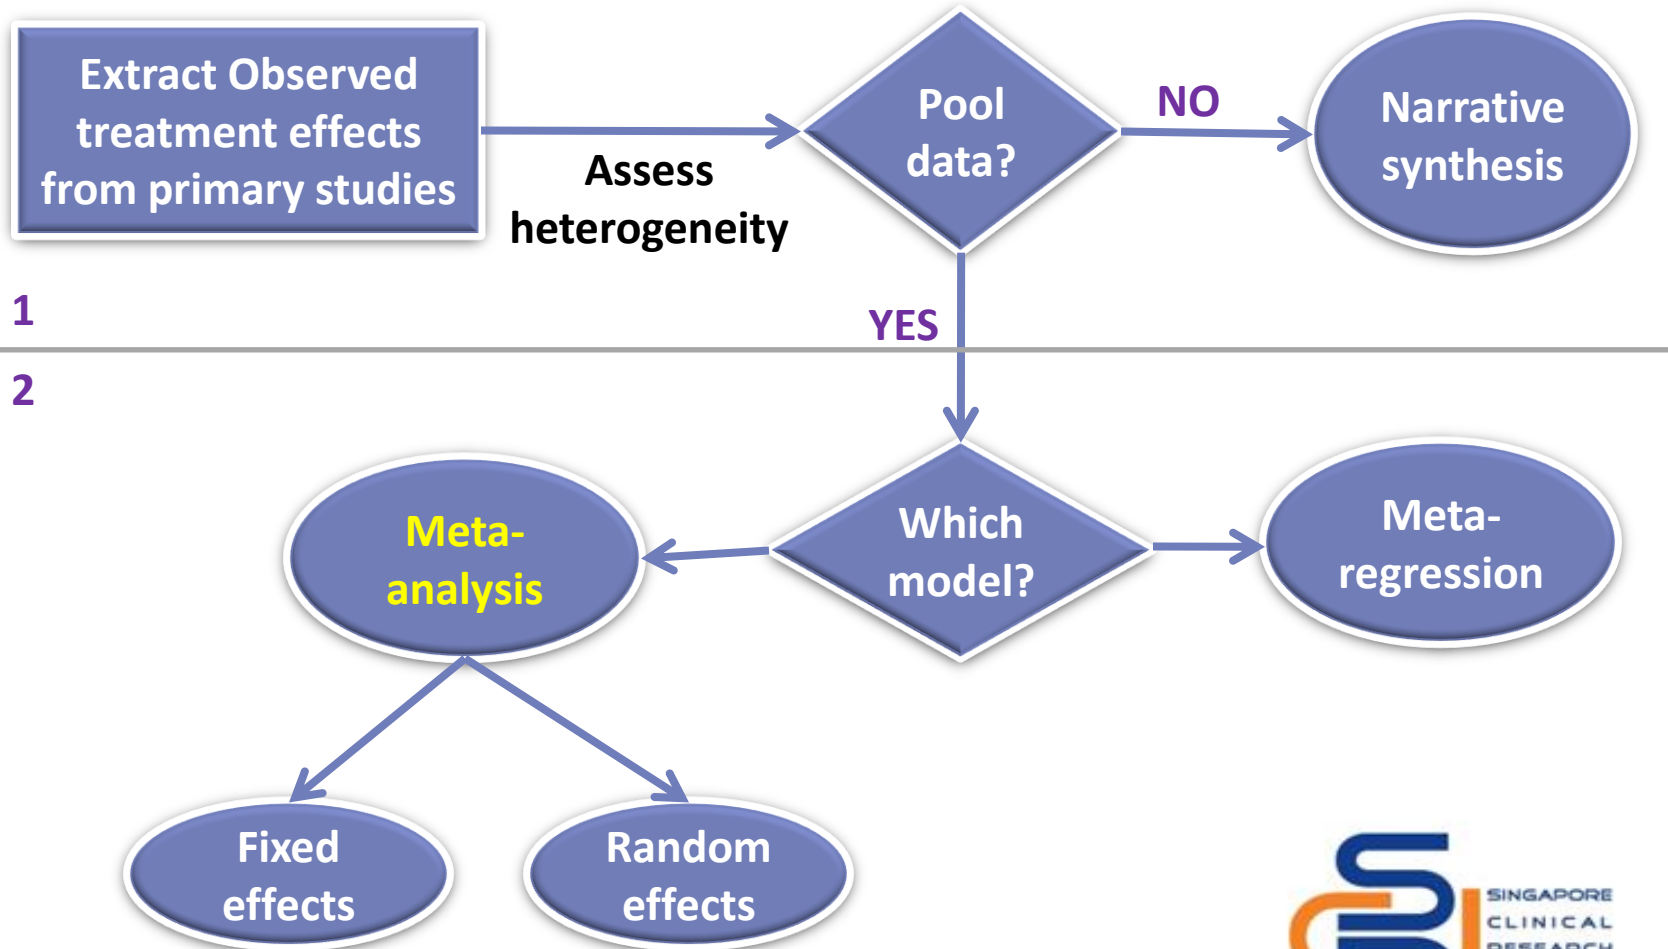 Extract Observed
treatment effects
from primary studies
Assess
heterogeneity
Pool
data?
NO
Narrative
synthesis
1
YES
2
Meta-
analysis
Which
model?
Meta-
regression
Fixed
effects
Random
effects
SINGAPORE
CLINICAL
RESEARCH